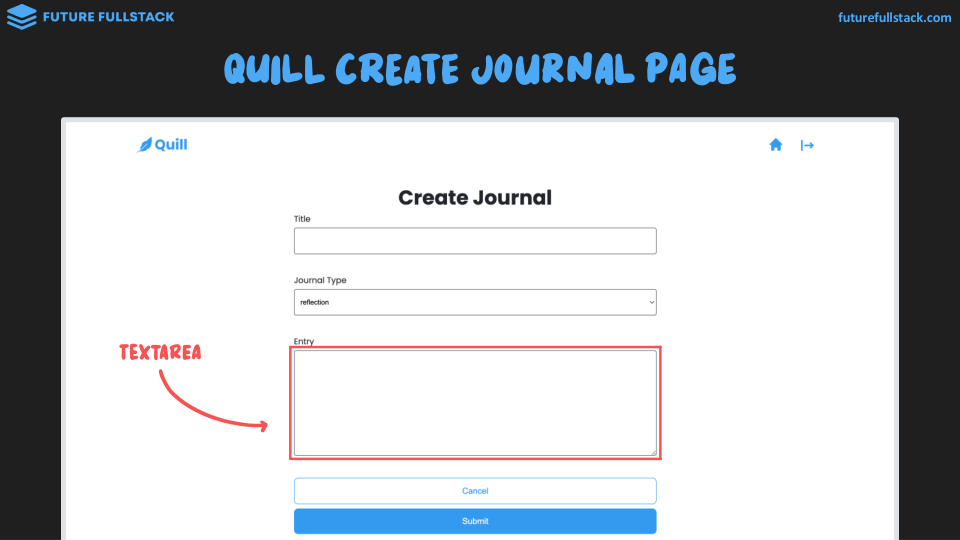 FUTURE FULLSTACK
futurefullstack.com
QUILL CREATE JOURNAL PAGE
Quill
Create Journal
Title
Journal Type
reflection
Entry
TEXTAREA
Cancel
Submit